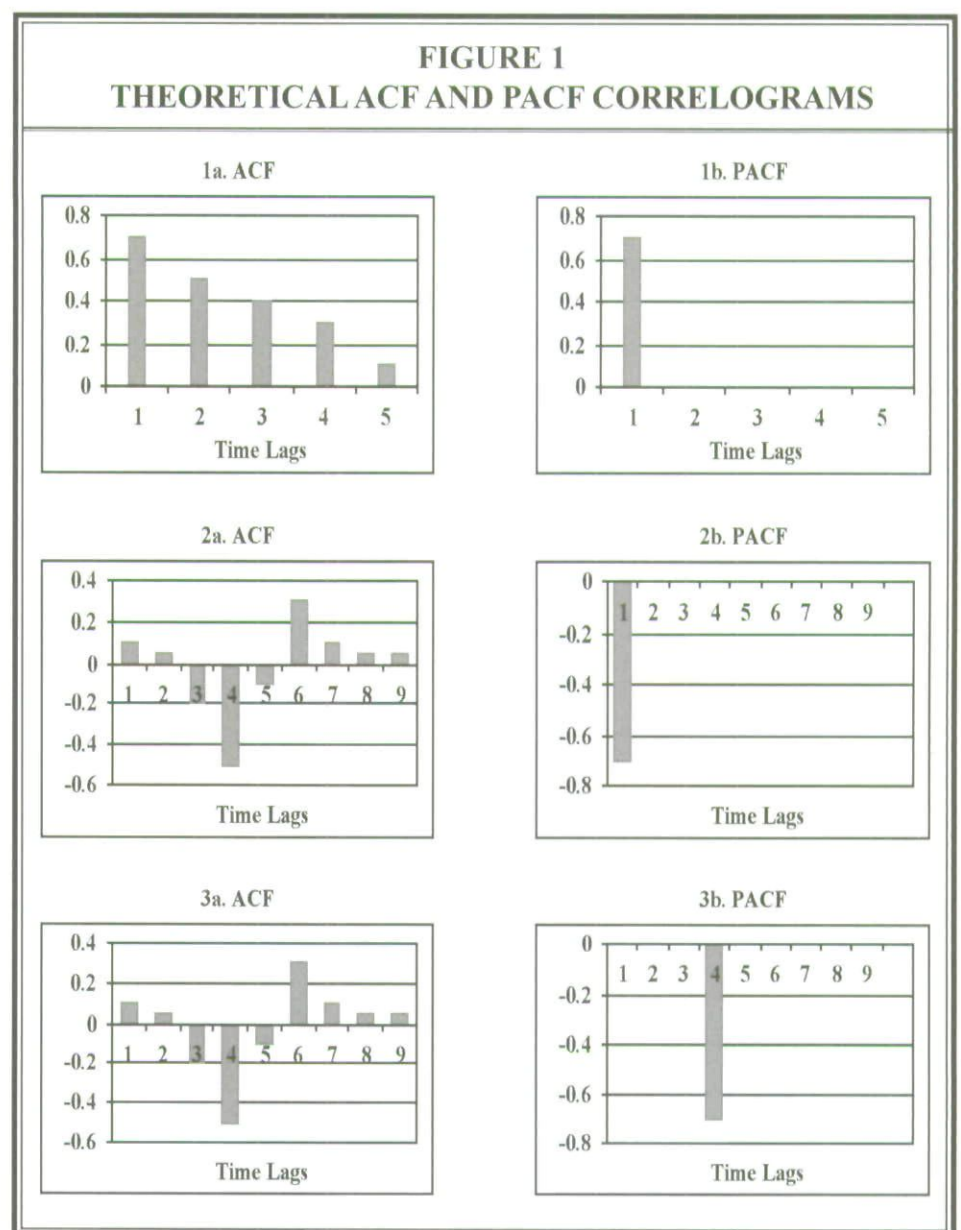 FIGURE 1
THEORETICAL ACF AND PACF CORRELOGRAMS
1a. ACF
0.8
0.6
0.4
0.2
0
1 2 3 4 5
Time Lags
1b. PACF
0.8
0.6
0.4
0.2
0
1 2 3 4 5
Time Lags
2a. ACF
0.4
0.2
0
1 2 3 4 5 6 7 8 9
-0.2
-0.4
-0.6
Time Lags
2b. PACF
0
1 2 3 4 5 6 7 8 9
-0.2
-0.4
-0.6
-0.8
Time Lags
3a. ACF
0.4
0.2
0
1 2 3 4 5 6 7 8 9
-0.2
-0.4
-0.6
Time Lags
3b. PACF
0
1 2 3 4 5 6 7 8 9
-0.2
-0.4
-0.6
-0.8
Time Lags